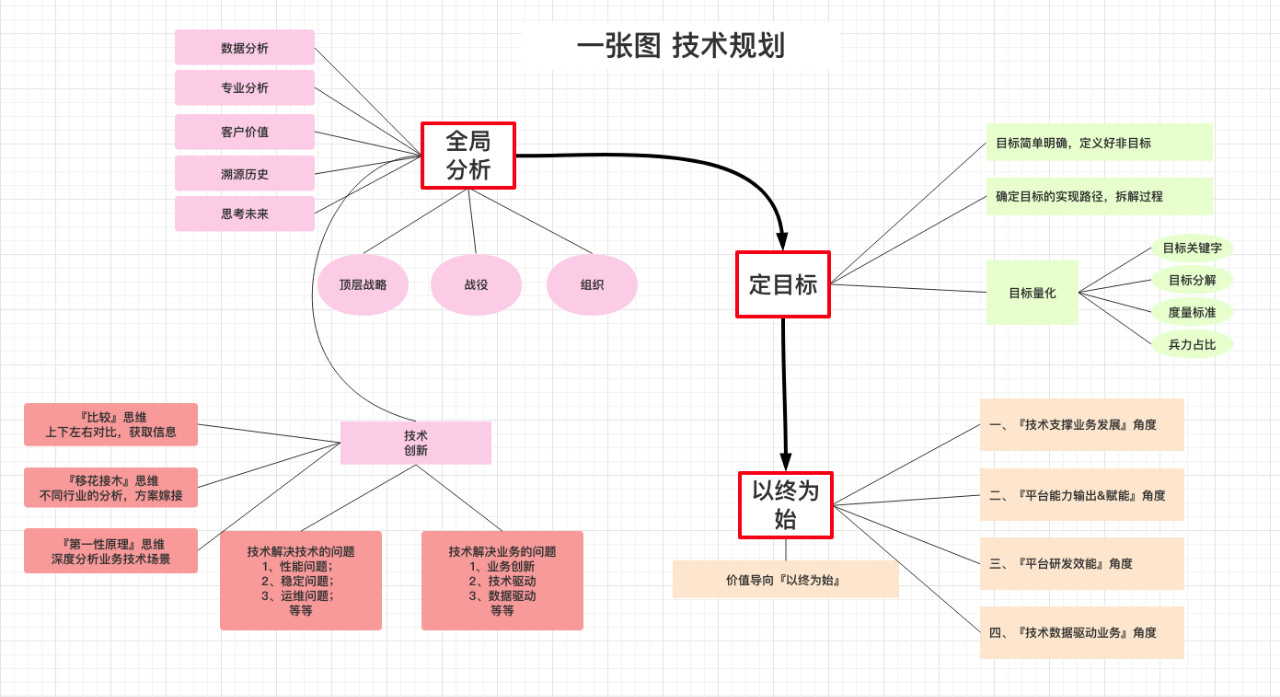 一张图 技术规划
数据分析
专业分析
客户价值
溯源历史
思考未来
全局
分析
顶层战略
战役
组织
定目标
目标简单明确，定义好非目标
确定目标的实现路径，拆解过程
目标量化
目标关键字
目标分解
度量标准
兵力占比
技术
创新
『比较』思维
上下左右对比，获取信息
『移花接木』思维
不同行业的分析，方案嫁接
『第一性原理』思维
深度分析业务技术场景
技术解决技术的问题
1、性能问题；
2、稳定问题；
3、运维问题；
等等
技术解决业务的问题
1、业务创新
2、技术驱动
3、数据驱动
等等
以终为
始
价值导向『以终为始』
一、『技术支撑业务发展』角度
二、『平台能力输出&赋能』角度
三、『平台研发效能』角度
四、『技术数据驱动业务』角度